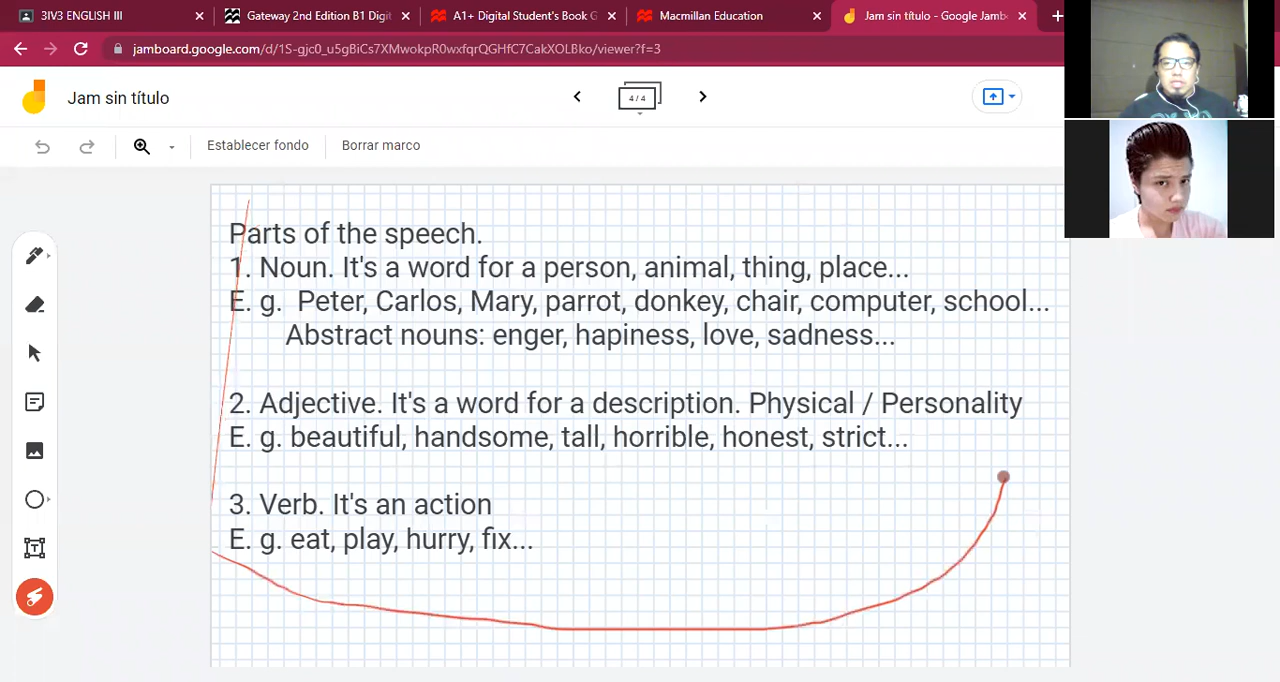 3IV3 ENGLISH III
Gateway 2nd Edition B1 Digit
A1+ Digital Student's Book G
Macmillan Education
Jam sin título - Google Jamb
jamboard.google.com/d/1S-gjc0_u5gBiCs7XMwokpR0wxfqrQGHfC7CakXOLBko/viewer?f=3
Jam sin título
4 / 4
Establecer fondo
Borrar marco
Parts of the speech.
1. Noun. It's a word for a person, animal, thing, place...
E. g. Peter, Carlos, Mary, parrot, donkey, chair, computer, school...
Abstract nouns: enger, hapiness, love, sadness...
2. Adjective. It's a word for a description. Physical / Personality
E. g. beautiful, handsome, tall, horrible, honest, strict...
3. Verb. It's an action
E. g. eat, play, hurry, fix...